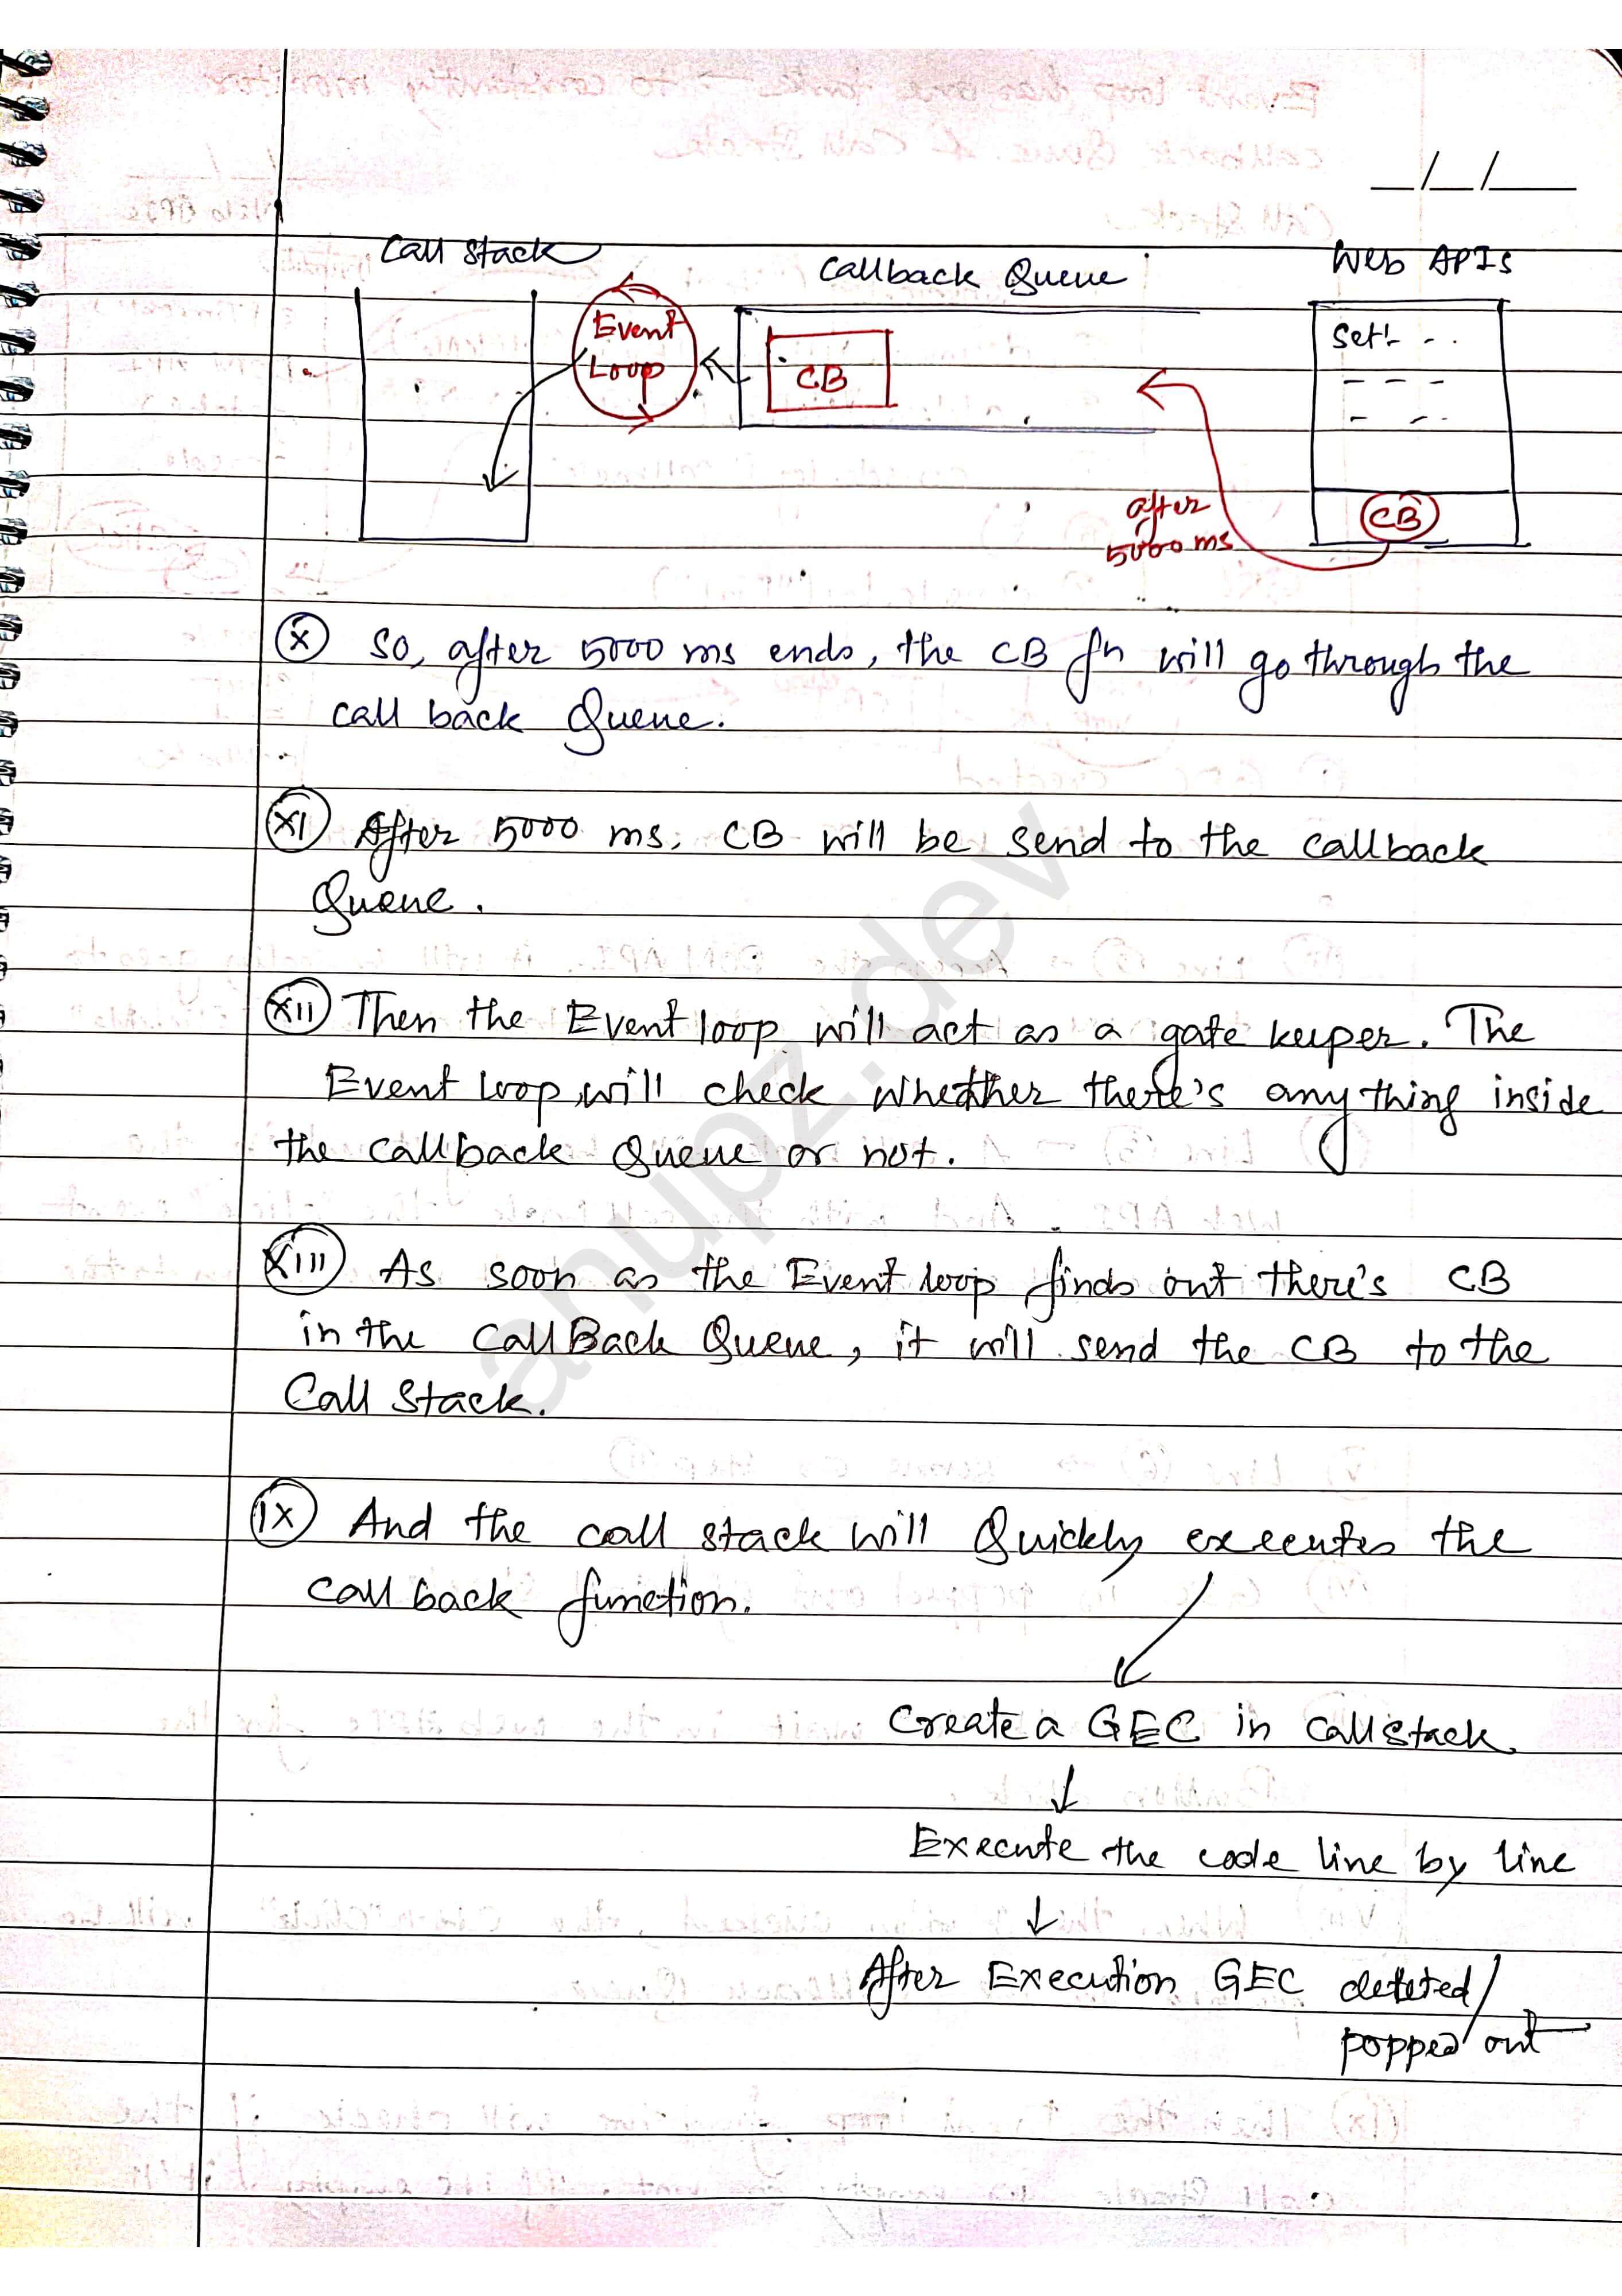 _/_/___
Call Stack
Callback Queue
Web APIs
Event
Loop
CB
Set
CB
after
5000 ms
(X) So, after 5000 ms ends, the CB fn will go through the
call back Queue.
(XI) After 5000 ms, CB will be send to the callback
Queue.
(XII) Then the Event loop will act as a gate keeper. The
Event loop will check whether there's any thing inside
the callback Queue or not.
(XIII) As soon as the Event loop finds out there's CB
in the CallBack Queue, it will send the CB to the
Call Stack.
(IX) And the call stack will Quickly executes the
call back function.
Create a GEC in callstack
↓
Execute the code line by line
↓
After Execution GEC deleted/
popped out
anupz.dev